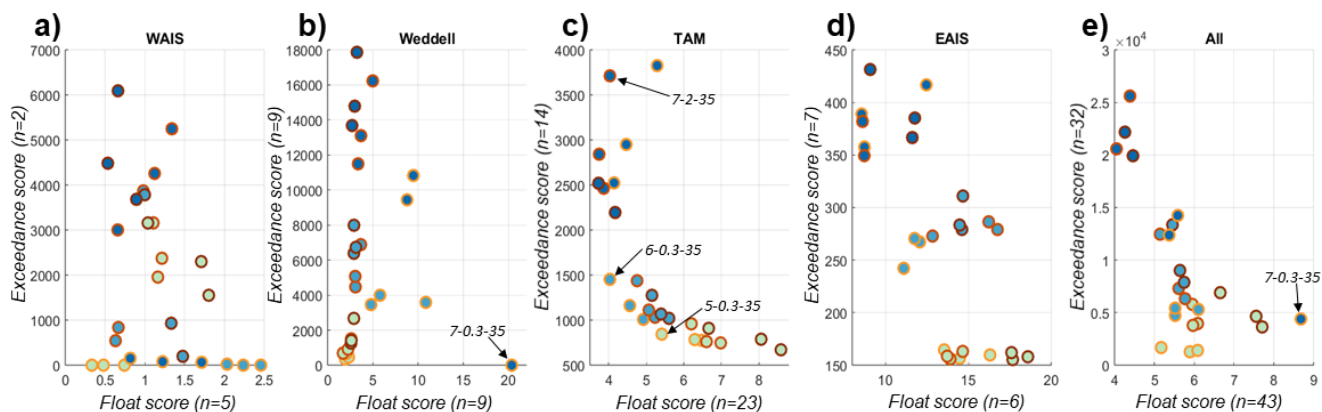 a) WAIS
7000
6000
5000
4000
3000
2000
1000
0
Exceedance score (n=2)
0 0.5 1.0 1.5 2.0 2.5
Float score (n=5)
b) Weddell
18000
16000
14000
12000
10000
8000
6000
4000
2000
0
Exceedance score (n=9)
7-0.3-35
0 5 10 15 20
Float score (n=9)
c) TAM
4000
3500
3000
2500
2000
1500
1000
500
Exceedance score (n=14)
7-2-35
6-0.3-35
5-0.3-35
4 5 6 7 8
Float score (n=23)
d) EAIS
450
400
350
300
250
200
150
Exceedance score (n=7)
10 15 20
Float score (n=6)
e) All
3 × 10⁴
2.5
2
1.5
1
0.5
0
Exceedance score (n=32)
7-0.3-35
4 5 6 7 8 9
Float score (n=43)